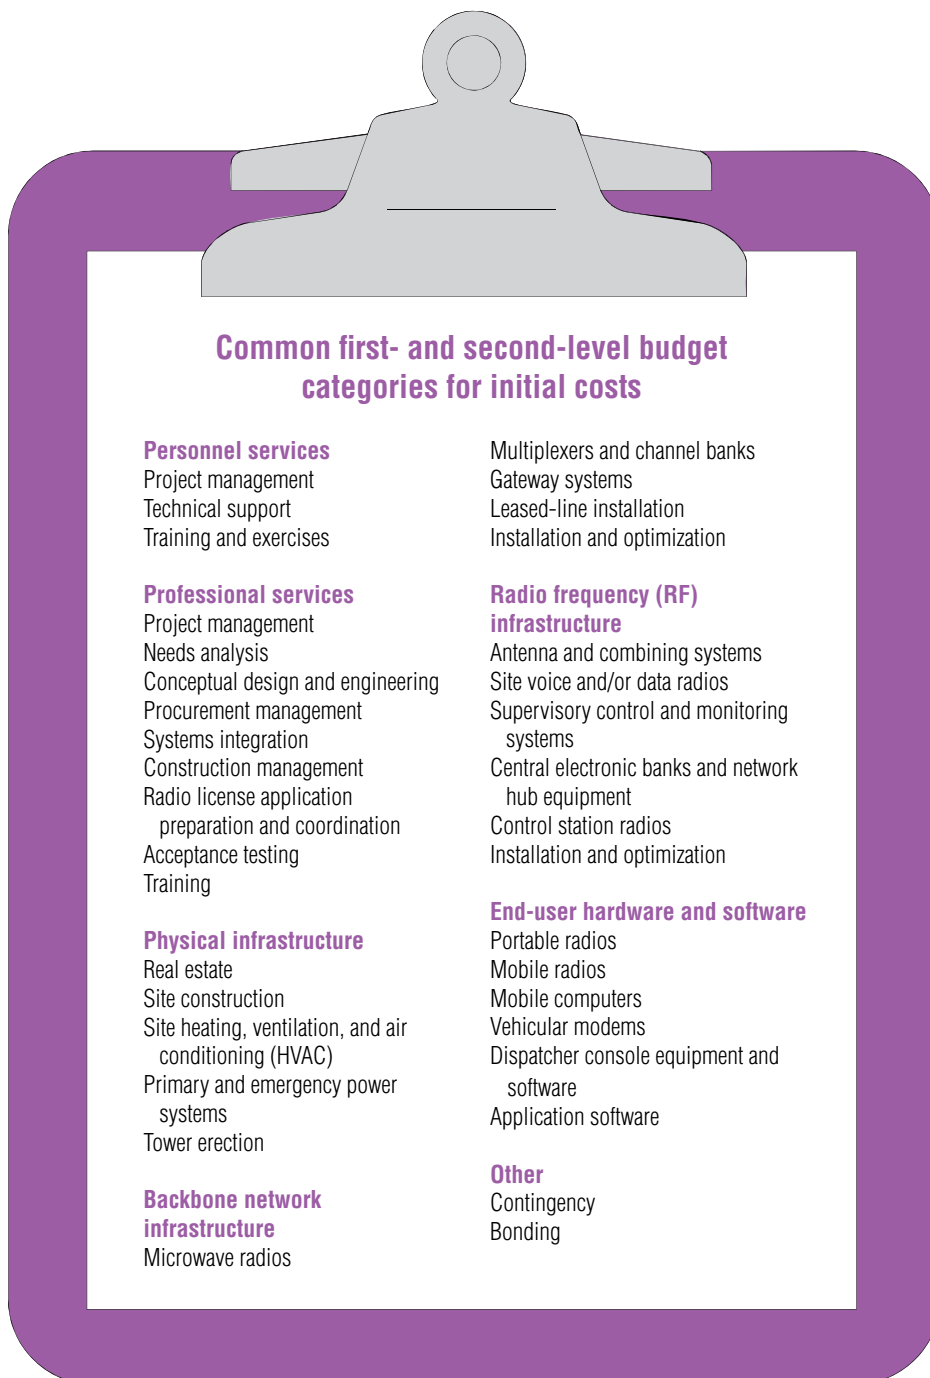 Common first- and second-level budget
categories for initial costs
Personnel services
Project management
Technical support
Training and exercises
Professional services
Project management
Needs analysis
Conceptual design and engineering
Procurement management
Systems integration
Construction management
Radio license application
preparation and coordination
Acceptance testing
Training
Physical infrastructure
Real estate
Site construction
Site heating, ventilation, and air
conditioning (HVAC)
Primary and emergency power
systems
Tower erection
Backbone network
infrastructure
Microwave radios
Multiplexers and channel banks
Gateway systems
Leased-line installation
Installation and optimization
Radio frequency (RF)
infrastructure
Antenna and combining systems
Site voice and/or data radios
Supervisory control and monitoring
systems
Central electronic banks and network
hub equipment
Control station radios
Installation and optimization
End-user hardware and software
Portable radios
Mobile radios
Mobile computers
Vehicular modems
Dispatcher console equipment and
software
Application software
Other
Contingency
Bonding